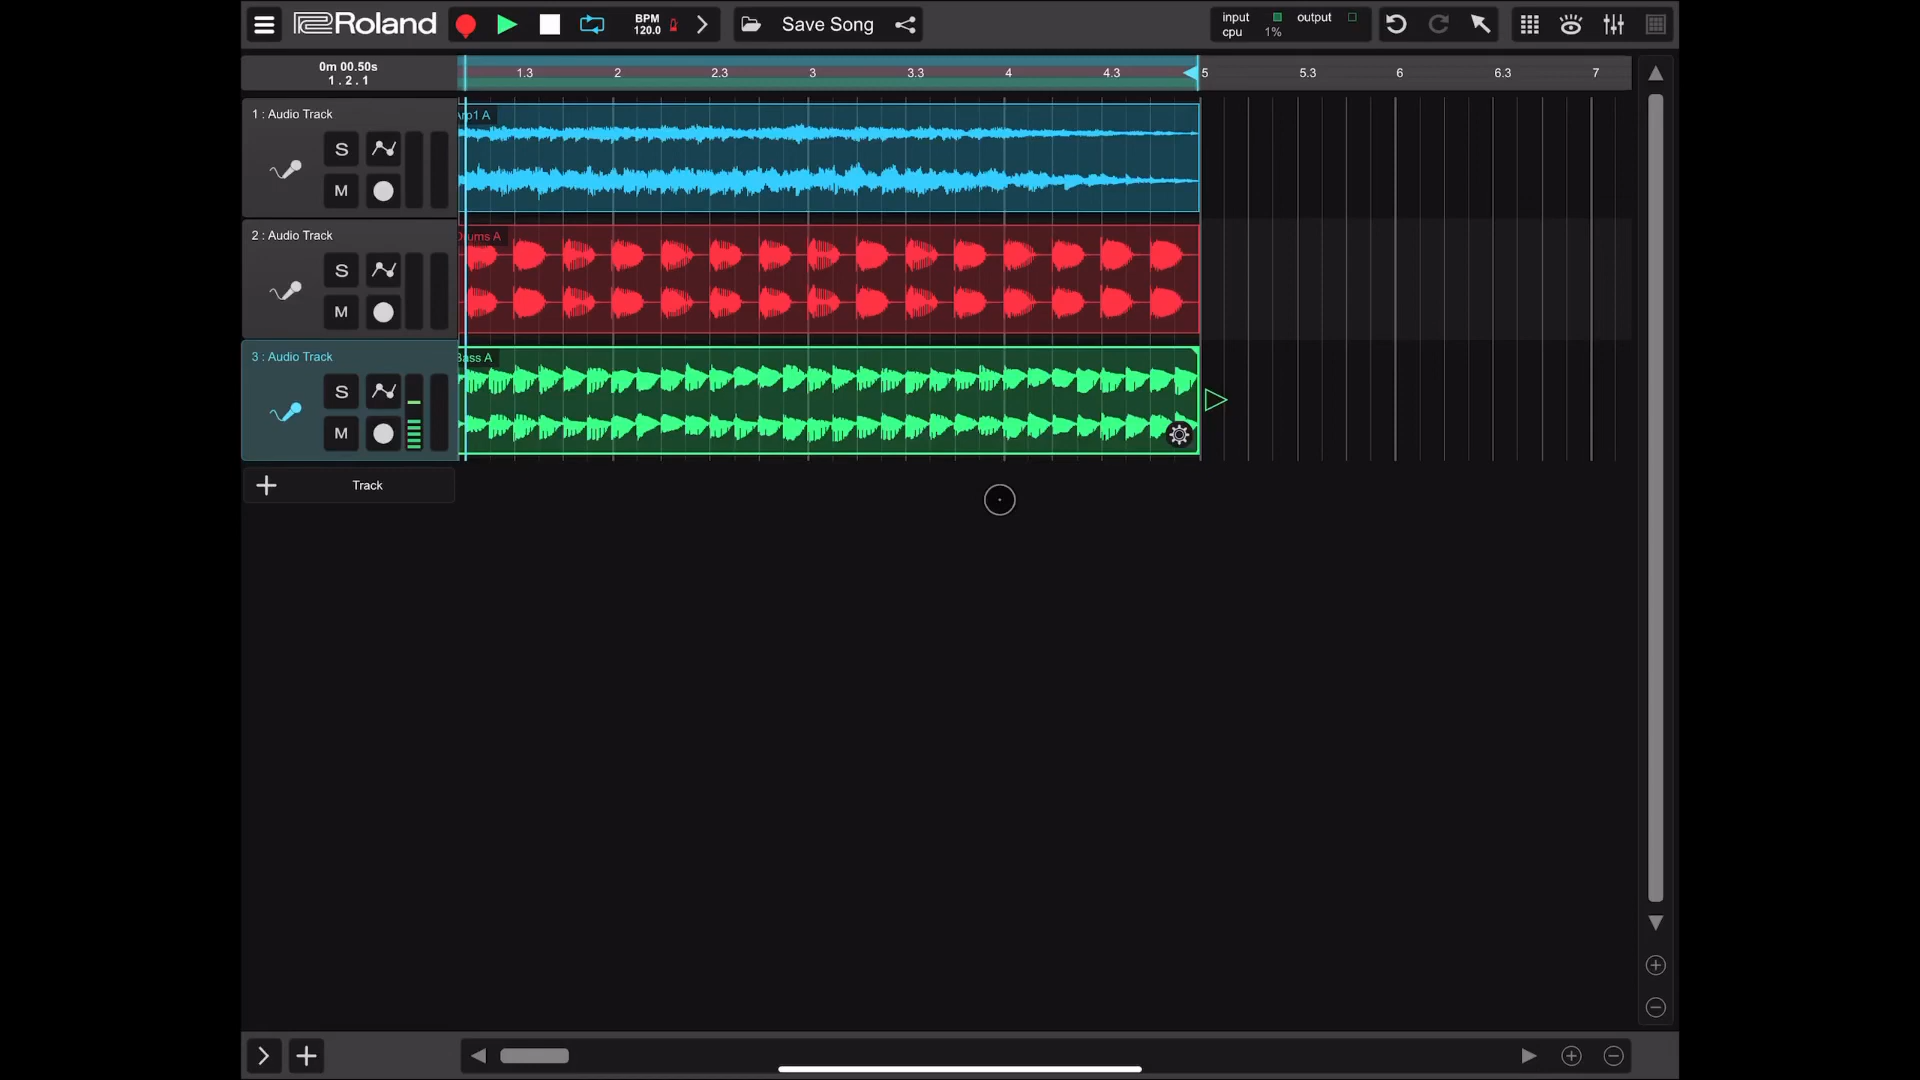 Roland
BPM
120.0
Save Song
input output
cpu 1%
0m 00.50s
1 . 2 . 1
1.3 2 2.3 3 3.3 4 4.3 5 5.3 6 6.3 7
1 : Audio Track
S
M
2 : Audio Track
S
M
Drums A
3 : Audio Track
S
M
Bass A
Track